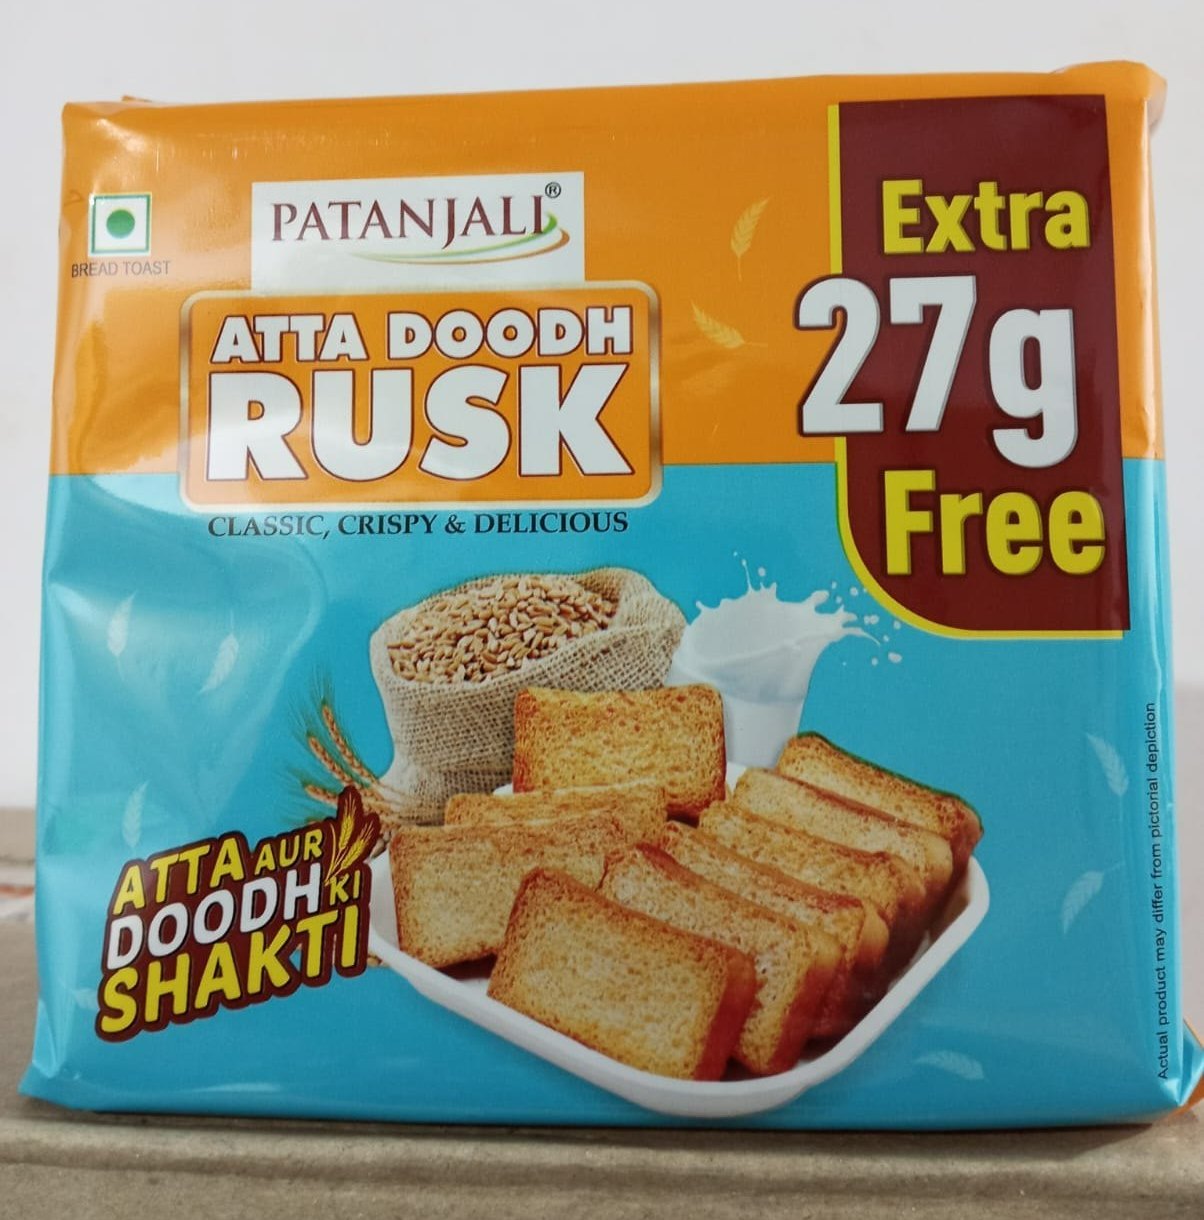 PATANJALI®
BREAD TOAST
ATTA DOODH
RUSK
CLASSIC, CRISPY & DELICIOUS
Extra
27g
Free
ATTA AUR
DOODH KI
SHAKTI
Actual product may differ from pictorial depiction